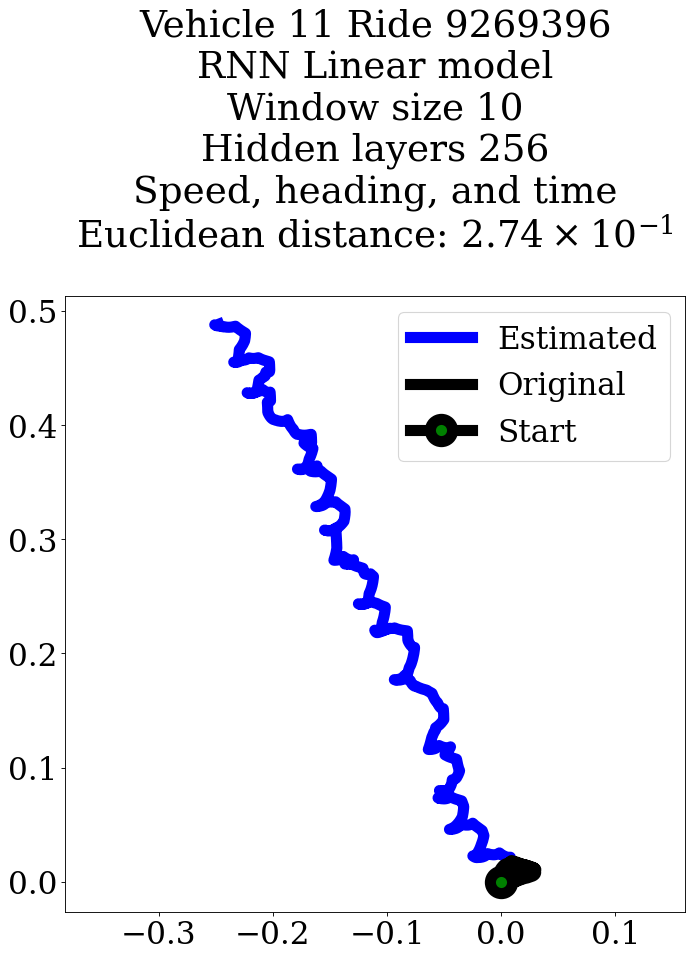 Vehicle 11 Ride 9269396
RNN Linear model
Window size 10
Hidden layers 256
Speed, heading, and time
Euclidean distance: 2.74 × 10⁻¹
0.5
0.4
0.3
0.2
0.1
0.0
Estimated
Original
Start
−0.3 −0.2 −0.1 0.0 0.1